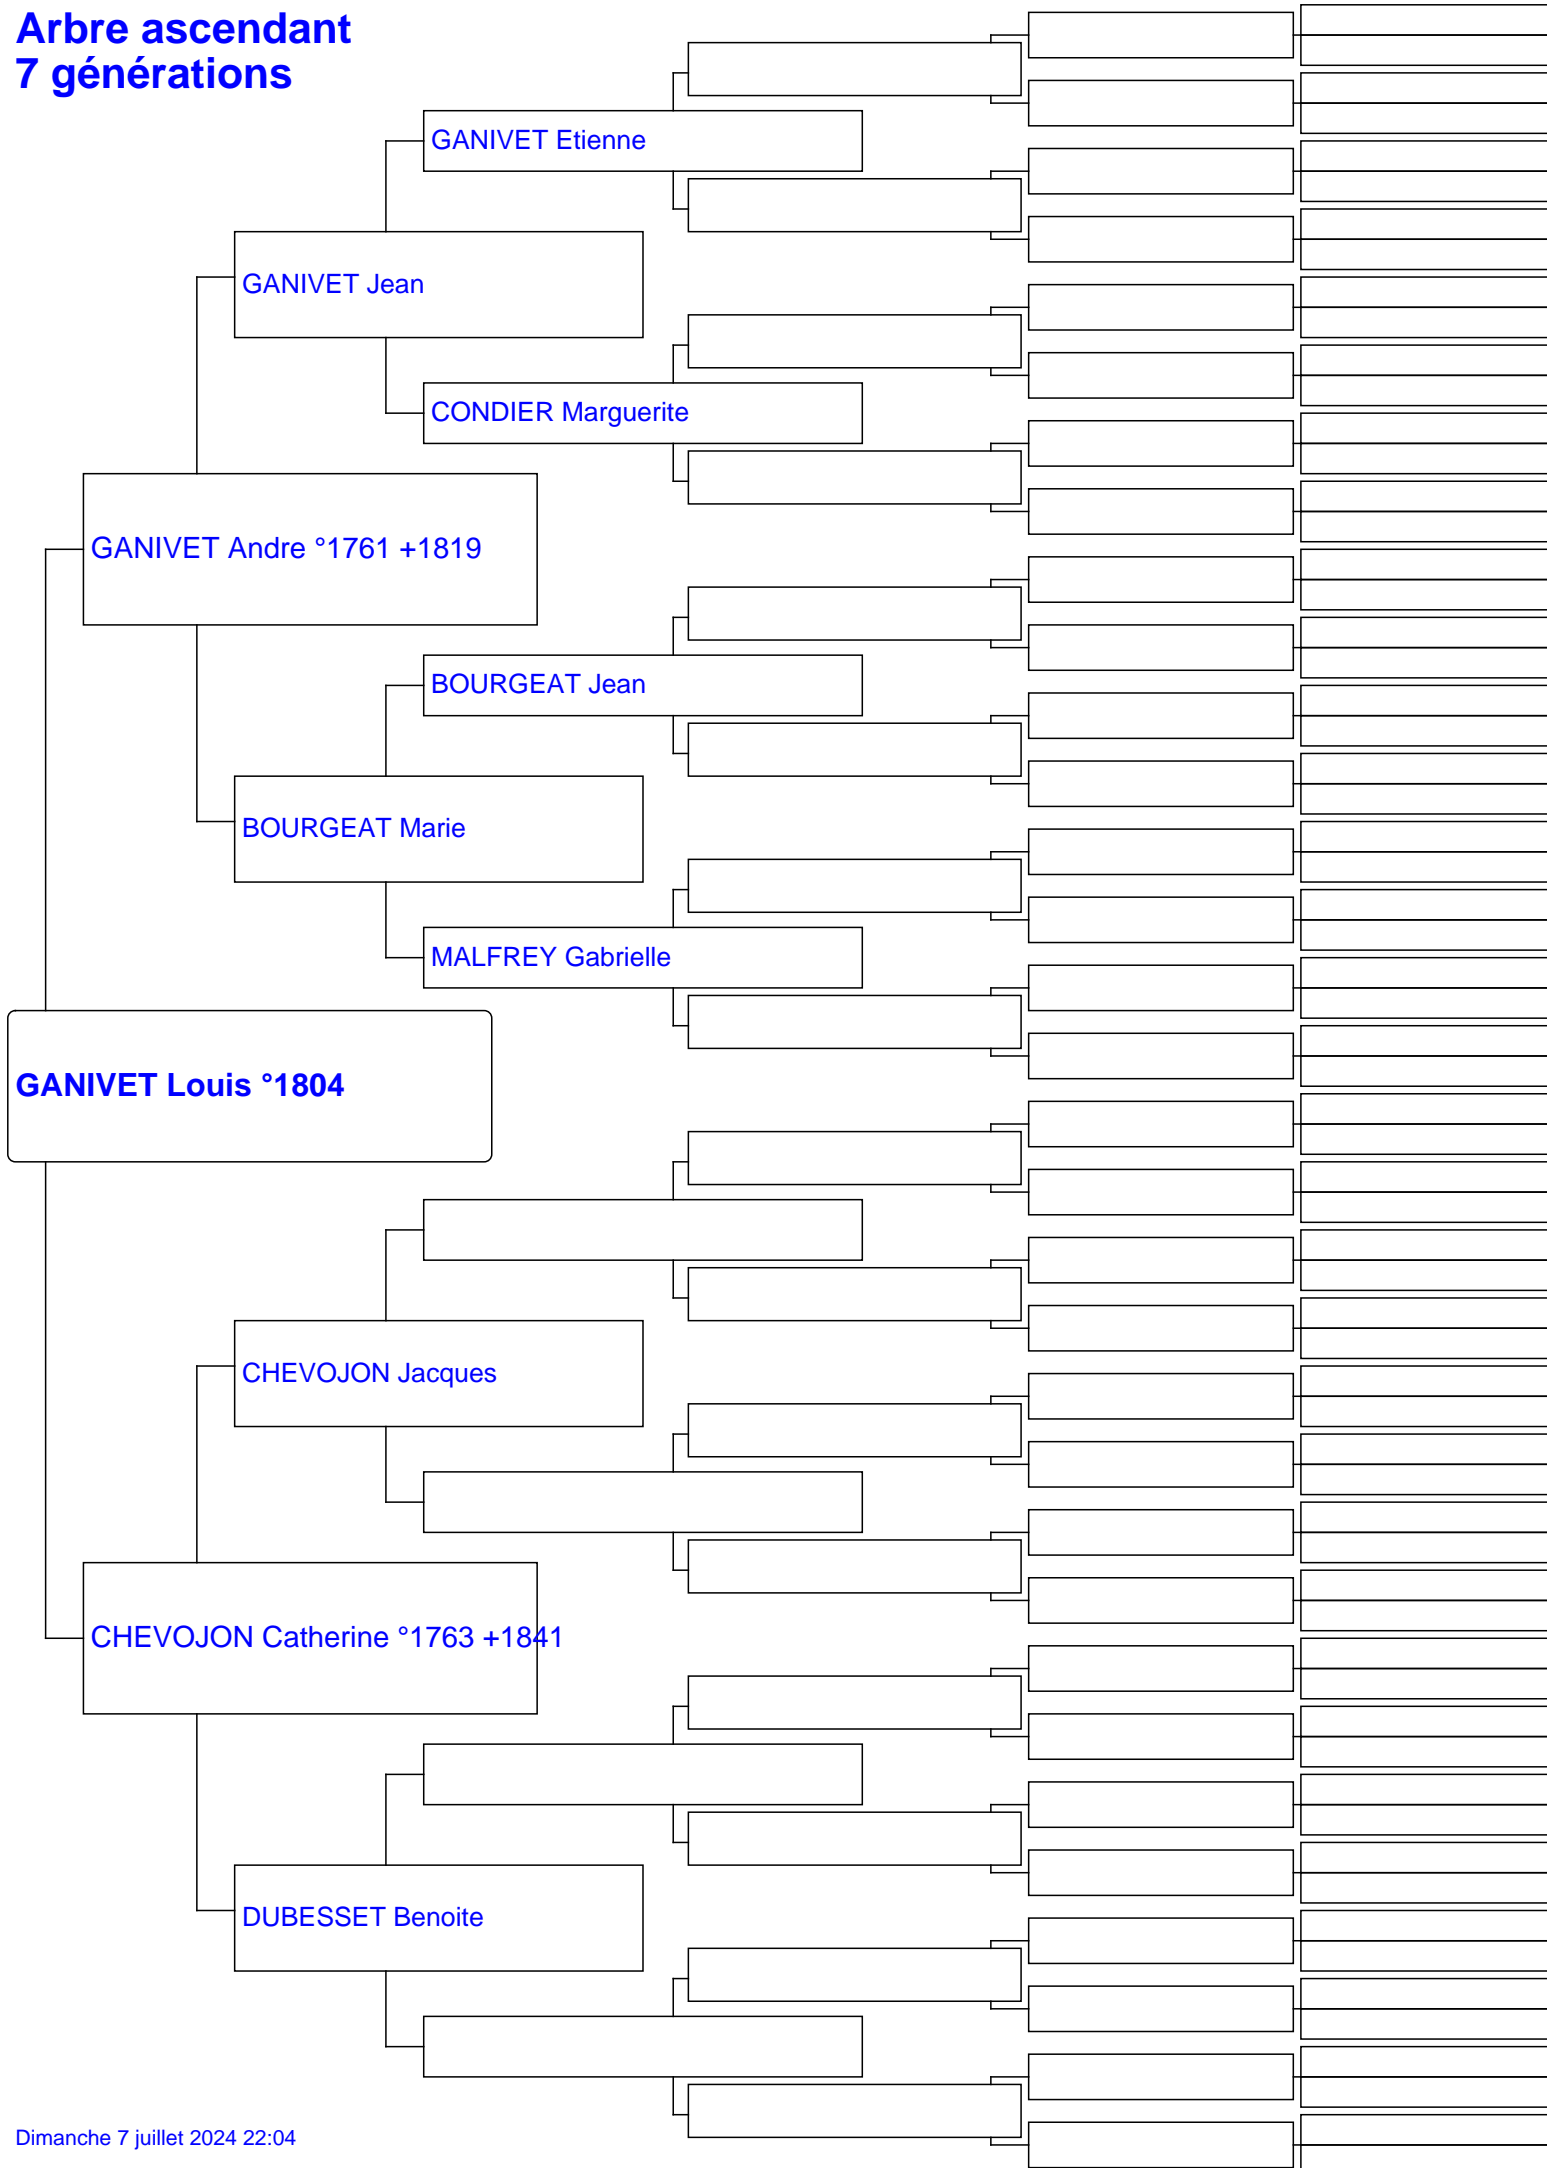 Arbre ascendant
7 générations
GANIVET Etienne
GANIVET Jean
CONDIER Marguerite
GANIVET Andre °1761 +1819
BOURGEAT Jean
BOURGEAT Marie
MALFREY Gabrielle
GANIVET Louis °1804
CHEVOJON Jacques
CHEVOJON Catherine °1763 +1841
DUBESSET Benoite
Dimanche 7 juillet 2024 22:04